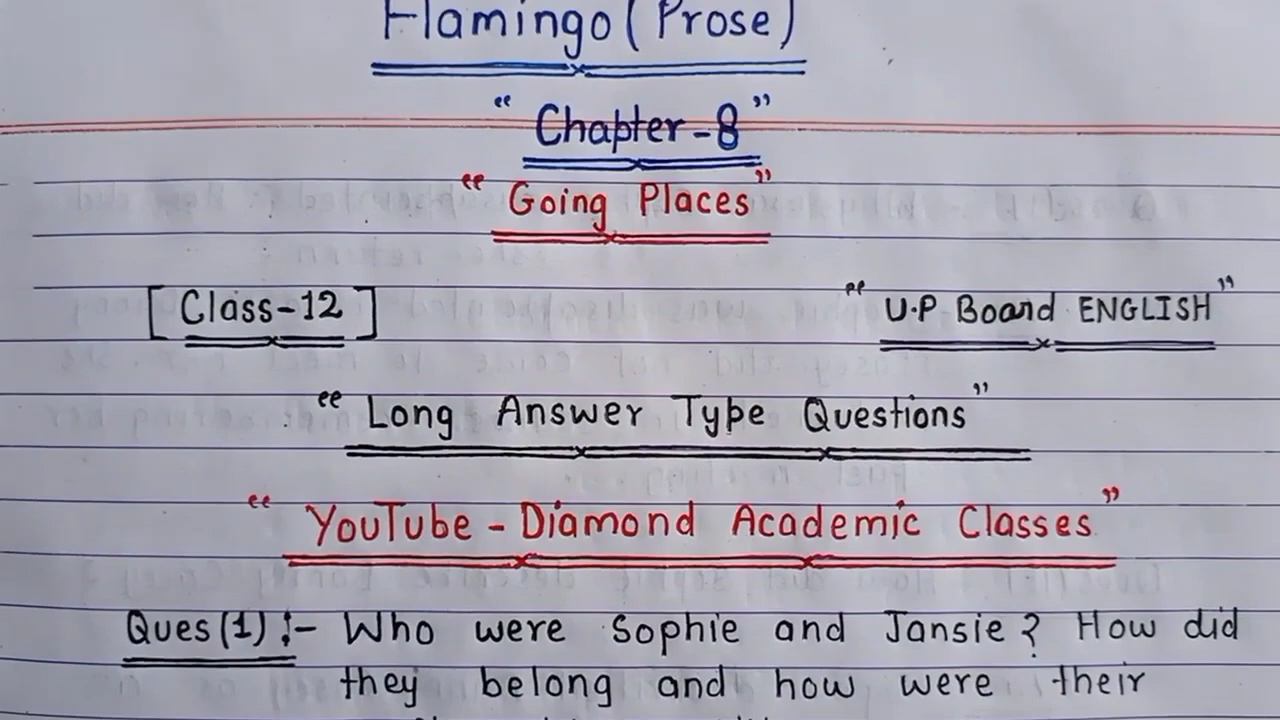 Flamingo (Prose)
"Chapter-8"
"Going Places"
[Class-12] "U.P Board ENGLISH"
"Long Answer Type Questions"
"YouTube - Diamond Academic Classes"
Ques (1) :- Who were Sophie and Jansie? How did
they belong and how were their